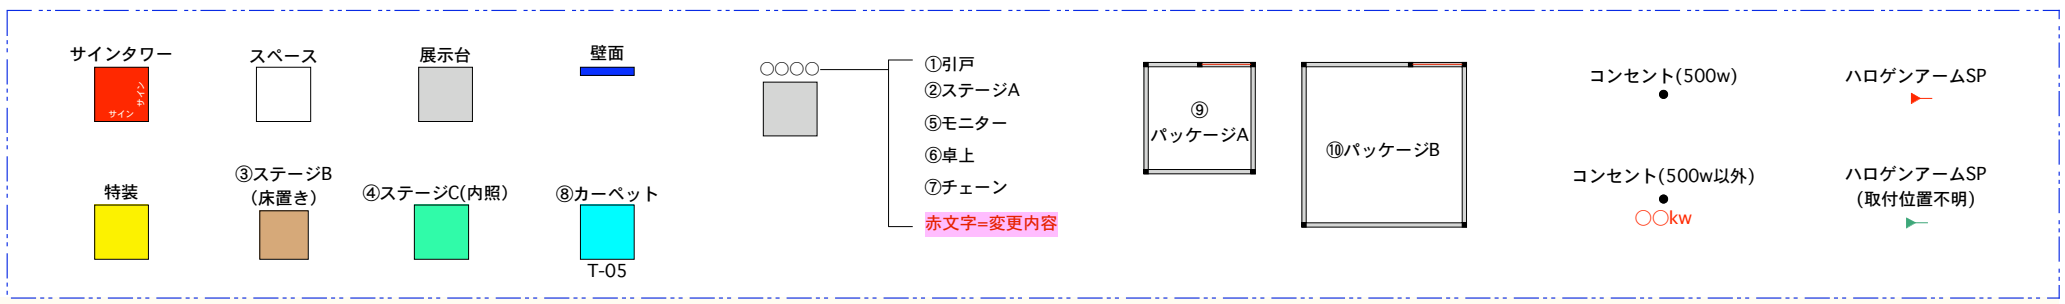 サインタワー
サイン
サイン
スペース
展示台
壁面
特装
③ステージB
(床置き)
④ステージC(内照)
⑧カーペット
T-05
○○○○
①引戸
②ステージA
⑤モニター
⑥卓上
⑦チェーン
赤文字=変更内容
⑨
パッケージA
⑩パッケージB
コンセント(500w)
コンセント(500w以外)
○○kw
ハロゲンアームSP
ハロゲンアームSP
(取付位置不明)